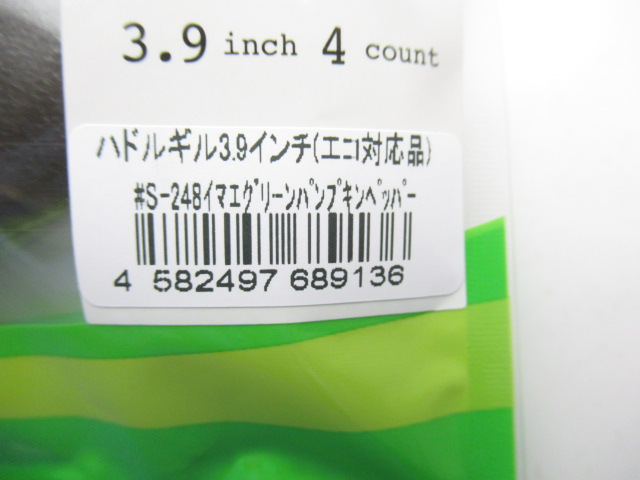 3.9 inch 4 count
ハドルギル3.9インチ(エコ対応品)
#S-248イマエグリーンパンプキンペッパー
4 582497 689136